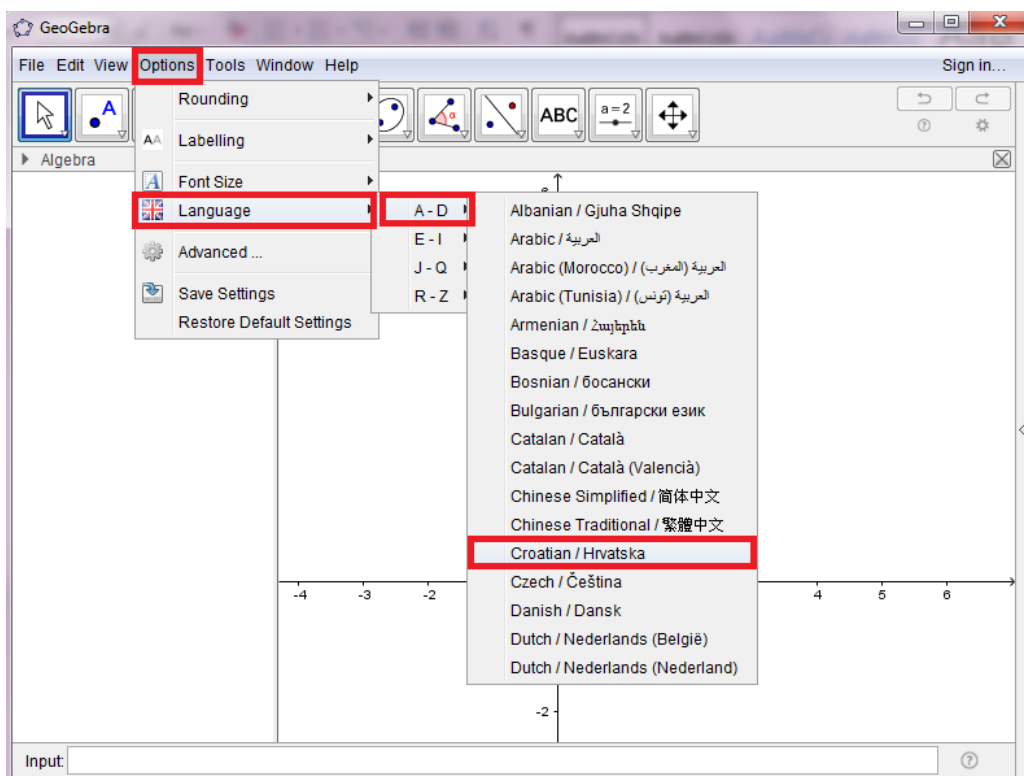 GeoGebra
File Edit View Options Tools Window Help
Sign in...
A
α
ABC
a=2
Algebra
Rounding
AA Labelling
A Font Size
Language
Advanced ...
Save Settings
Restore Default Settings
A - D
E - I
J - Q
R - Z
Albanian / Gjuha Shqipe
Arabic / العربية
Arabic (Morocco) / العربية (المغرب)
Arabic (Tunisia) / العربية (تونس)
Armenian / Հայերեն
Basque / Euskara
Bosnian / босански
Bulgarian / български език
Catalan / Català
Catalan / Català (Valencià)
Chinese Simplified / 简体中文
Chinese Traditional / 繁體中文
Croatian / Hrvatska
Czech / Čeština
Danish / Dansk
Dutch / Nederlands (België)
Dutch / Nederlands (Nederland)
-4 -3 -2 4 5 6
-2
Input: